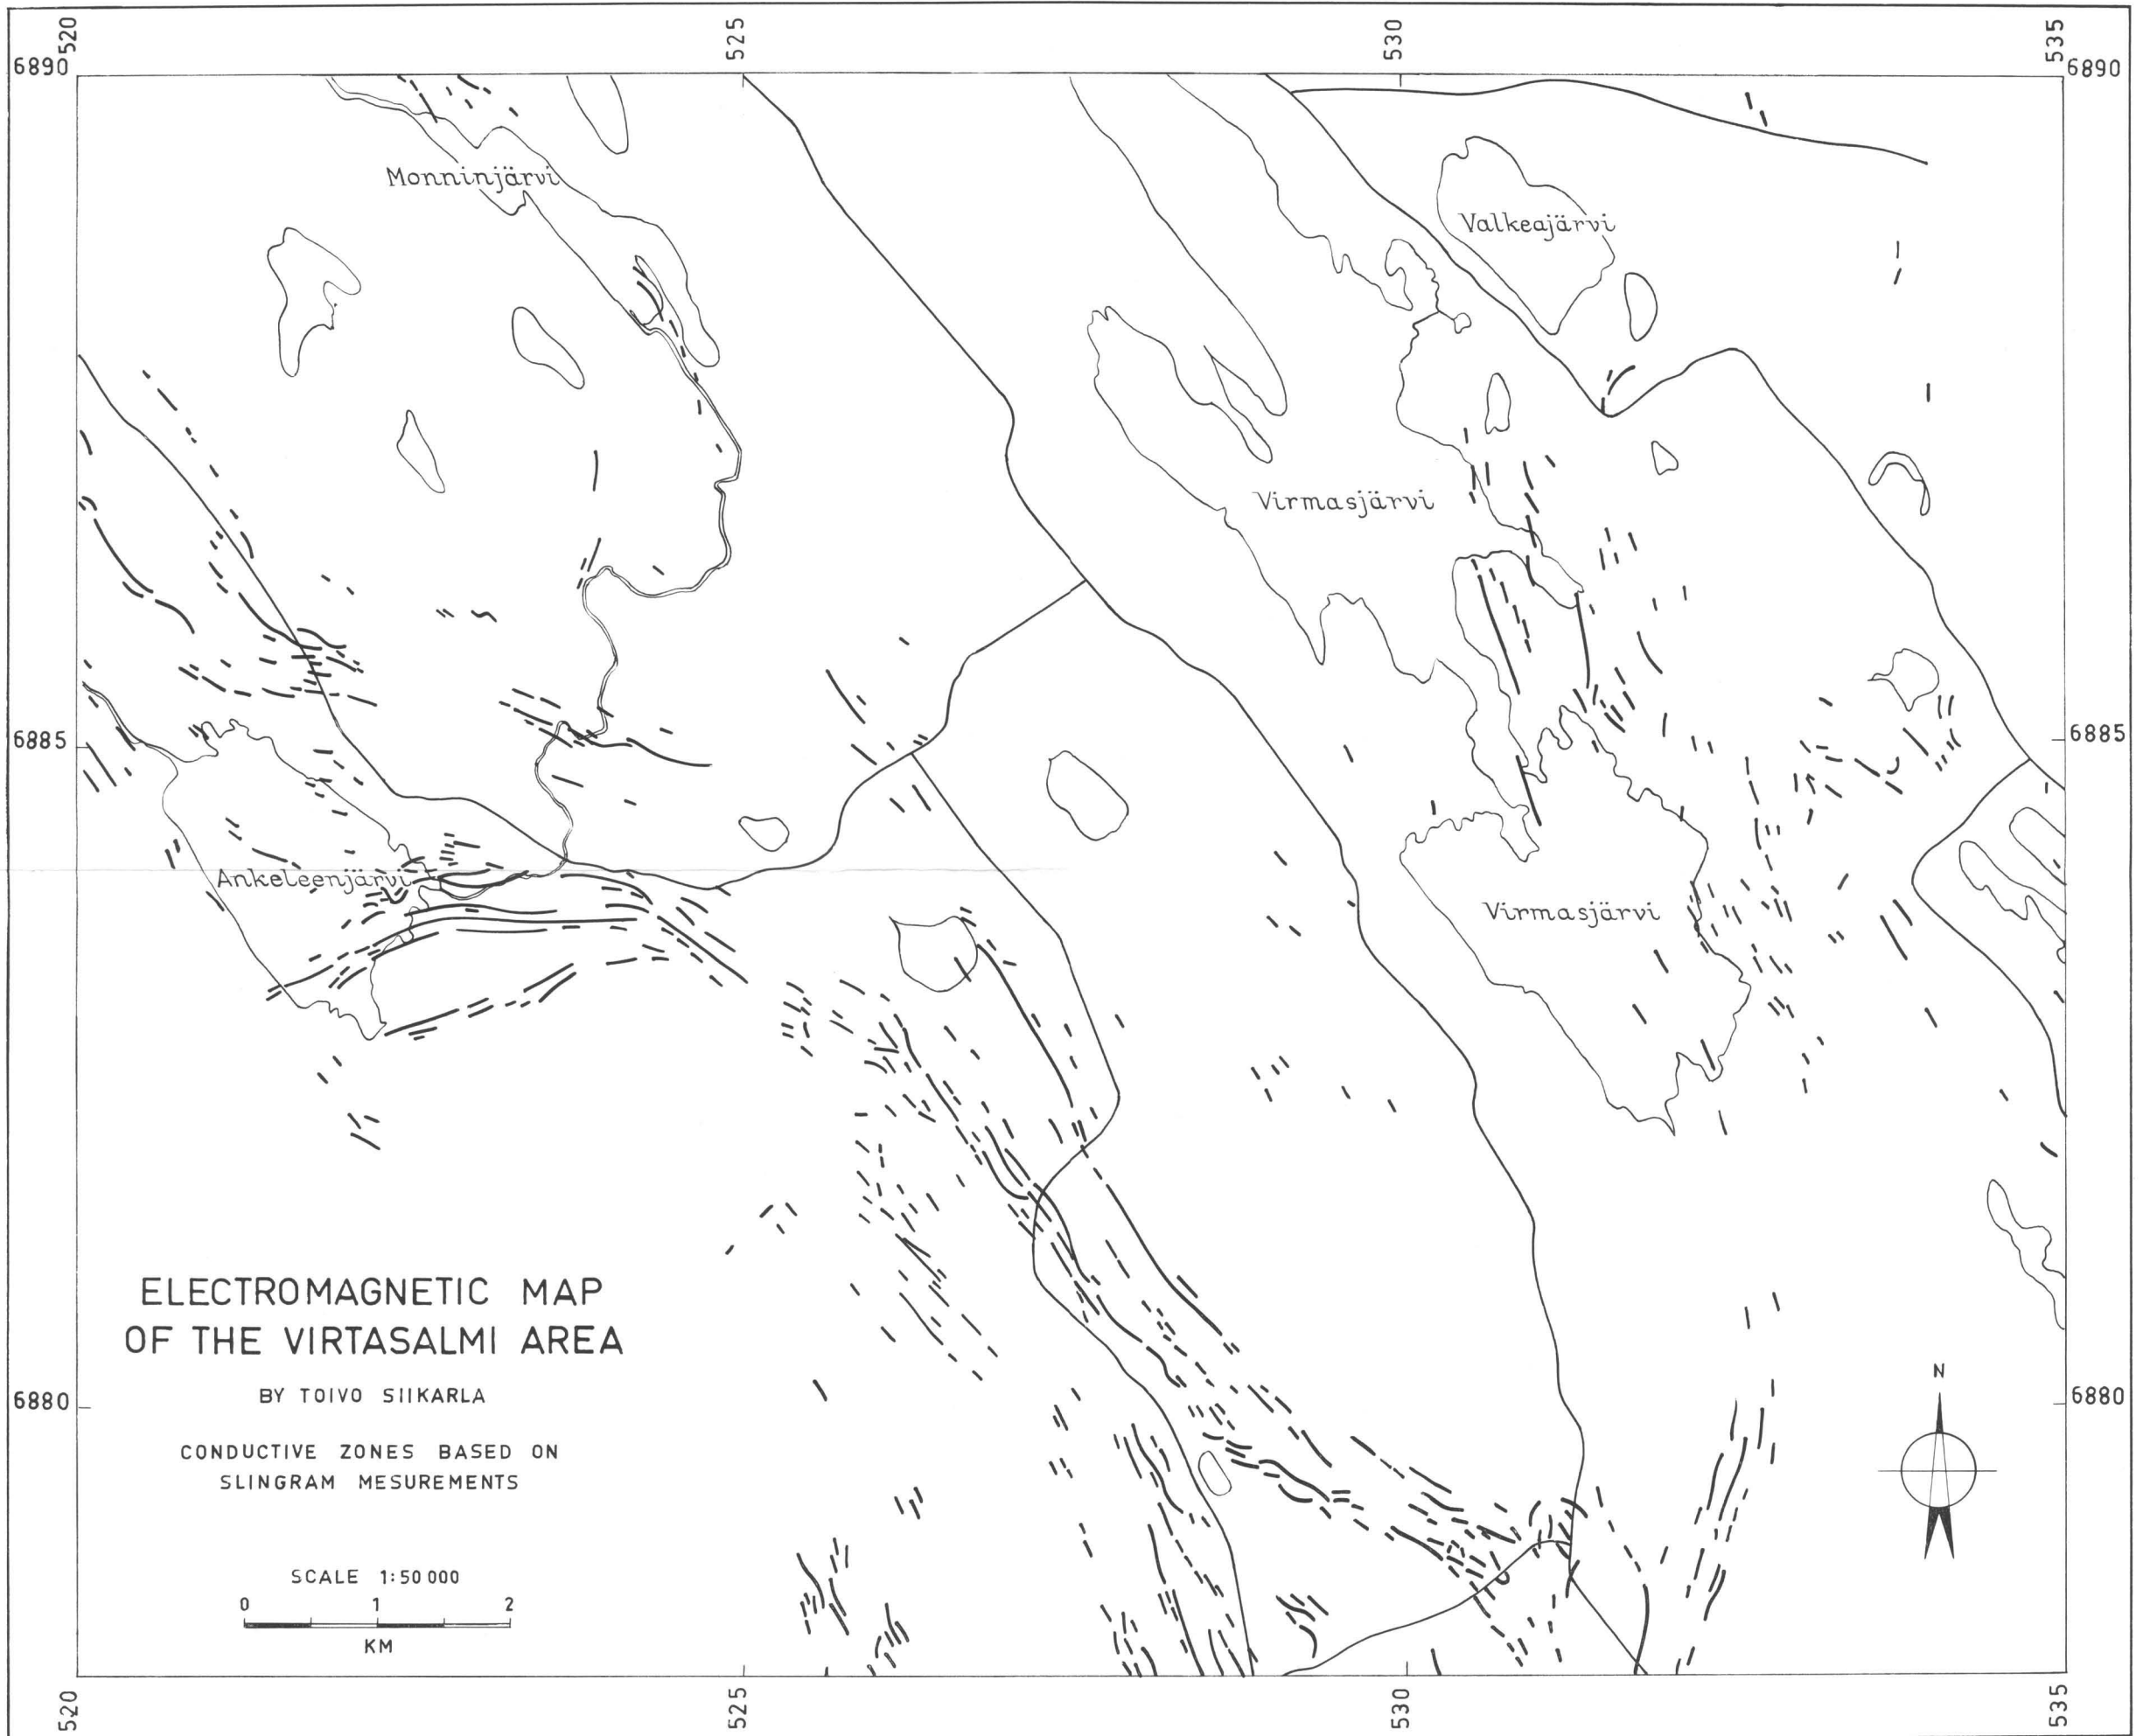 520
525
530
535
6890
6890
Monninjärvi
Valkeajärvi
Virmasjärvi
6885
6885
Ankeleenjärvi
Virmasjärvi
ELECTROMAGNETIC MAP
OF THE VIRTASALMI AREA
BY TOIVO SIIKARLA
CONDUCTIVE ZONES BASED ON
SLINGRAM MESUREMENTS
SCALE 1:50 000
0 1 2
KM
N
6880
6880
520
525
530
535